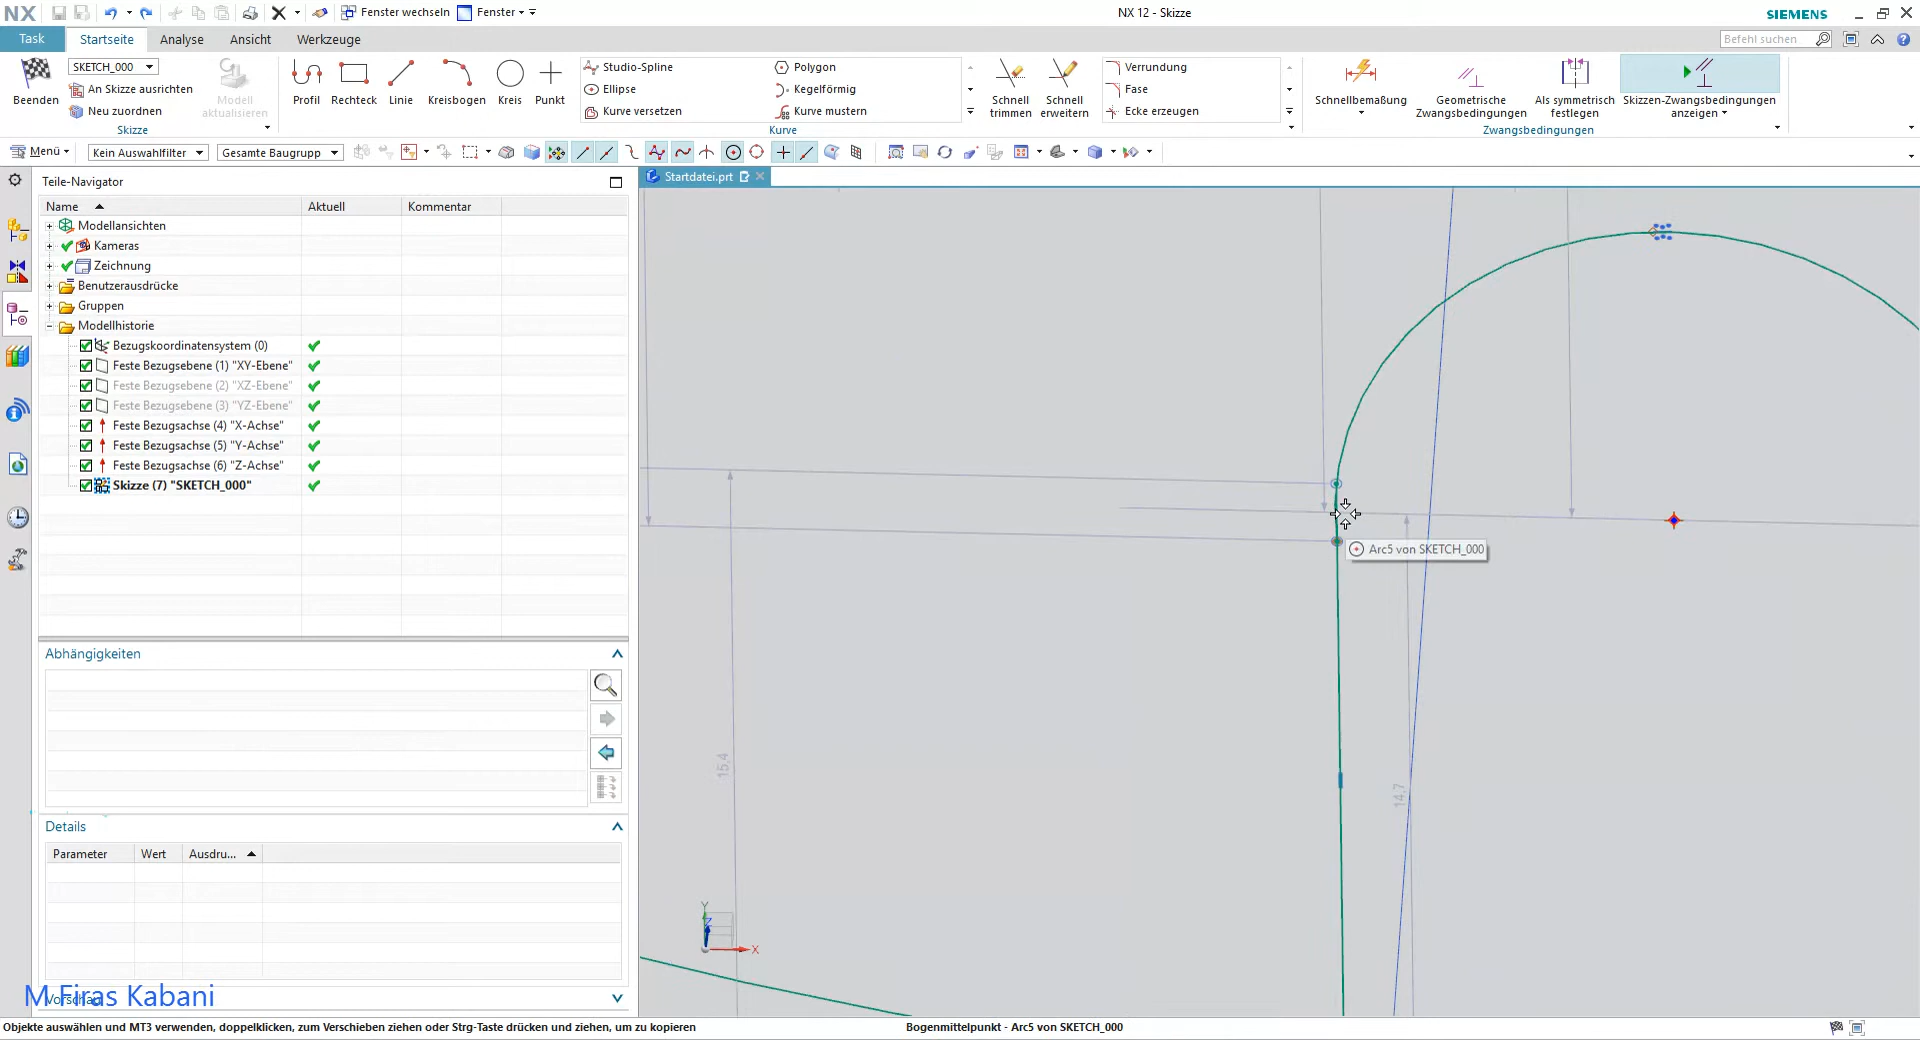 NX
Fenster wechseln
Fenster
NX 12 - Skizze
SIEMENS
Task
Startseite
Analyse
Ansicht
Werkzeuge
Befehl suchen
Beenden
SKETCH_000
An Skizze ausrichten
Neu zuordnen
Modell
aktualisieren
Skizze
Profil
Rechteck
Linie
Kreisbogen
Kreis
Punkt
Studio-Spline
Ellipse
Kurve versetzen
Polygon
Kegelförmig
Kurve mustern
Kurve
Schnell
trimmen
Schnell
erweitern
Verrundung
Fase
Ecke erzeugen
Schnellbemaßung
Geometrische
Zwangsbedingungen
Als symmetrisch
festlegen
Skizzen-Zwangsbedingungen
anzeigen
Zwangsbedingungen
Menü
Kein Auswahlfilter
Gesamte Baugrupp
Teile-Navigator
Startdatei.prt
Name
Aktuell
Kommentar
Modellansichten
Kameras
Zeichnung
Benutzerausdrücke
Gruppen
Modellhistorie
Bezugskoordinatensystem (0)
Feste Bezugsebene (1) "XY-Ebene"
Feste Bezugsebene (2) "XZ-Ebene"
Feste Bezugsebene (3) "YZ-Ebene"
Feste Bezugsachse (4) "X-Achse"
Feste Bezugsachse (5) "Y-Achse"
Feste Bezugsachse (6) "Z-Achse"
Skizze (7) "SKETCH_000"
Arc5 von SKETCH_000
15,4
14,7
Y
Z
X
Abhängigkeiten
Details
Parameter
Wert
Ausdru...
Vorschau
M.Firas Kabani
Objekte auswählen und MT3 verwenden, doppelklicken, zum Verschieben ziehen oder Strg-Taste drücken und ziehen, um zu kopieren
Bogenmittelpunkt - Arc5 von SKETCH_000